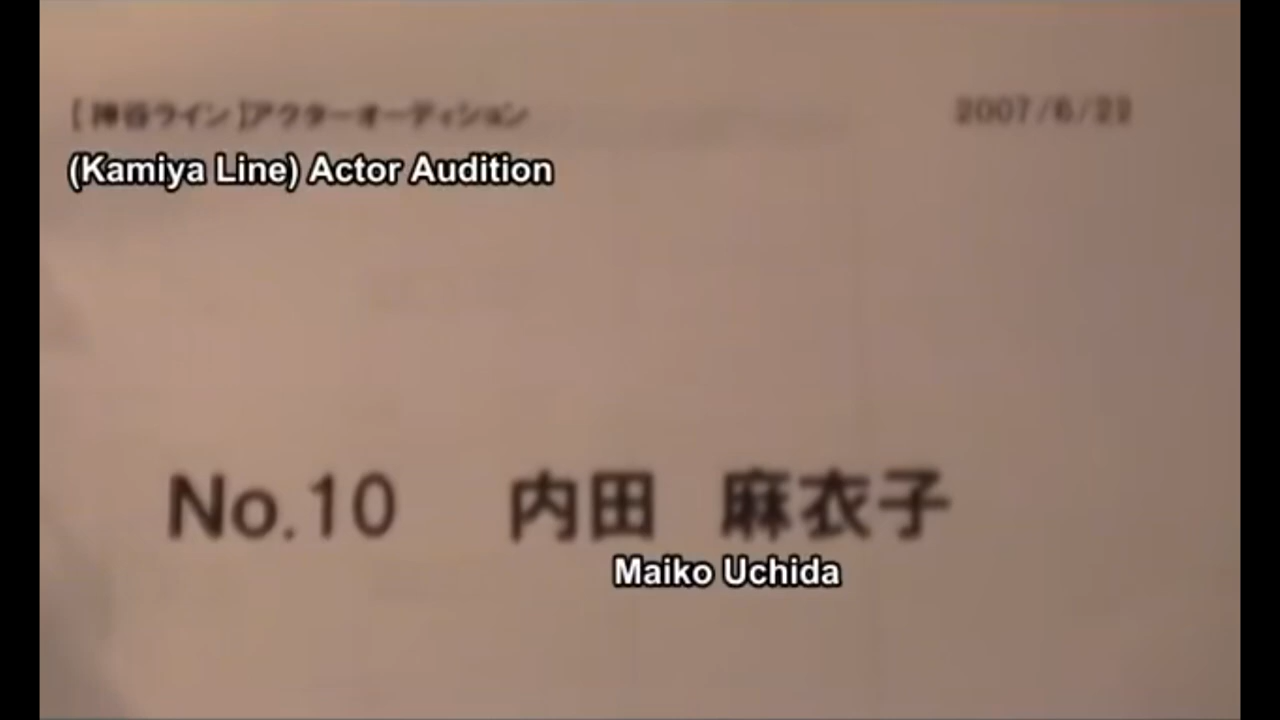 [神谷ライン]アクターオーディション 2007/6/22
(Kamiya Line) Actor Audition
No.10 内田 麻衣子
Maiko Uchida